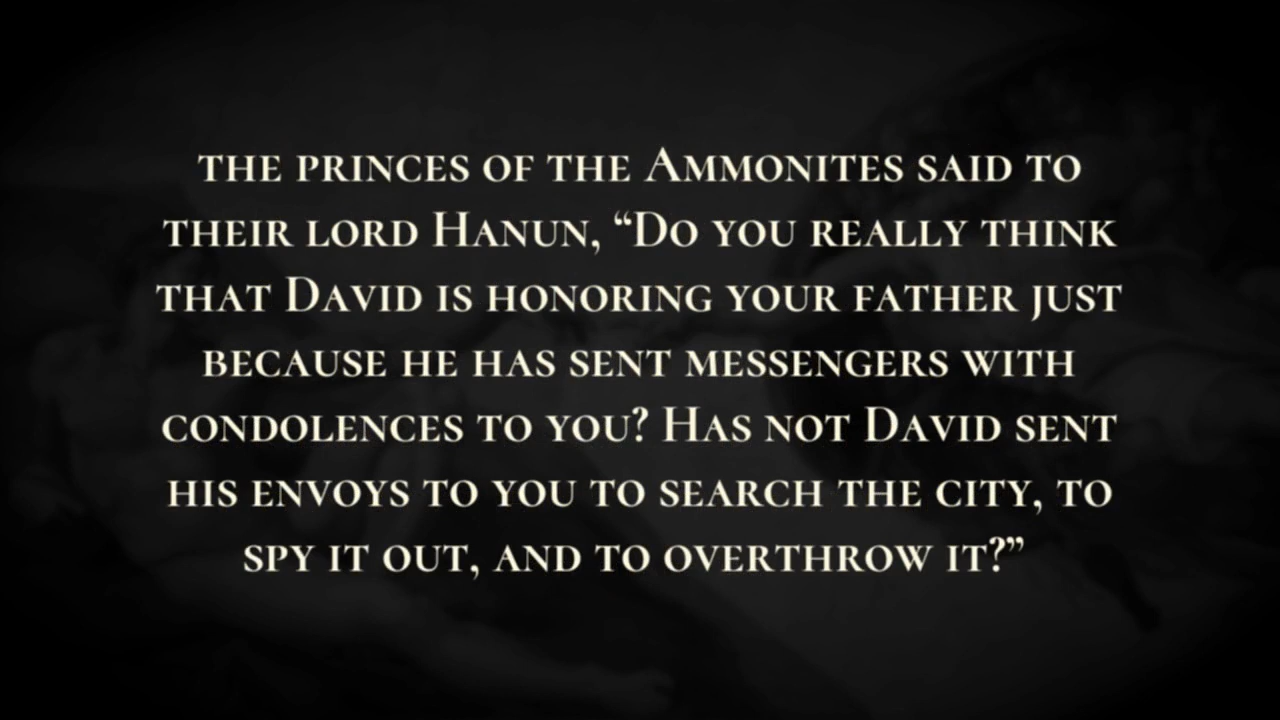 the princes of the Ammonites said to
their lord Hanun, “Do you really think
that David is honoring your father just
because he has sent messengers with
condolences to you? Has not David sent
his envoys to you to search the city, to
spy it out, and to overthrow it?”